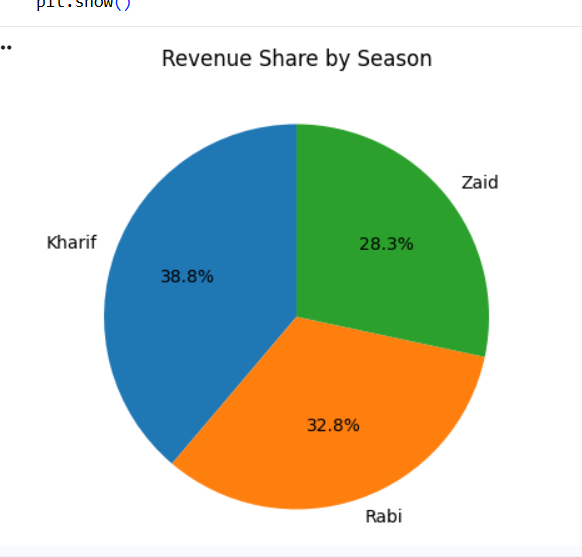 plt.show()
Revenue Share by Season
Zaid
Kharif
28.3%
38.8%
32.8%
Rabi